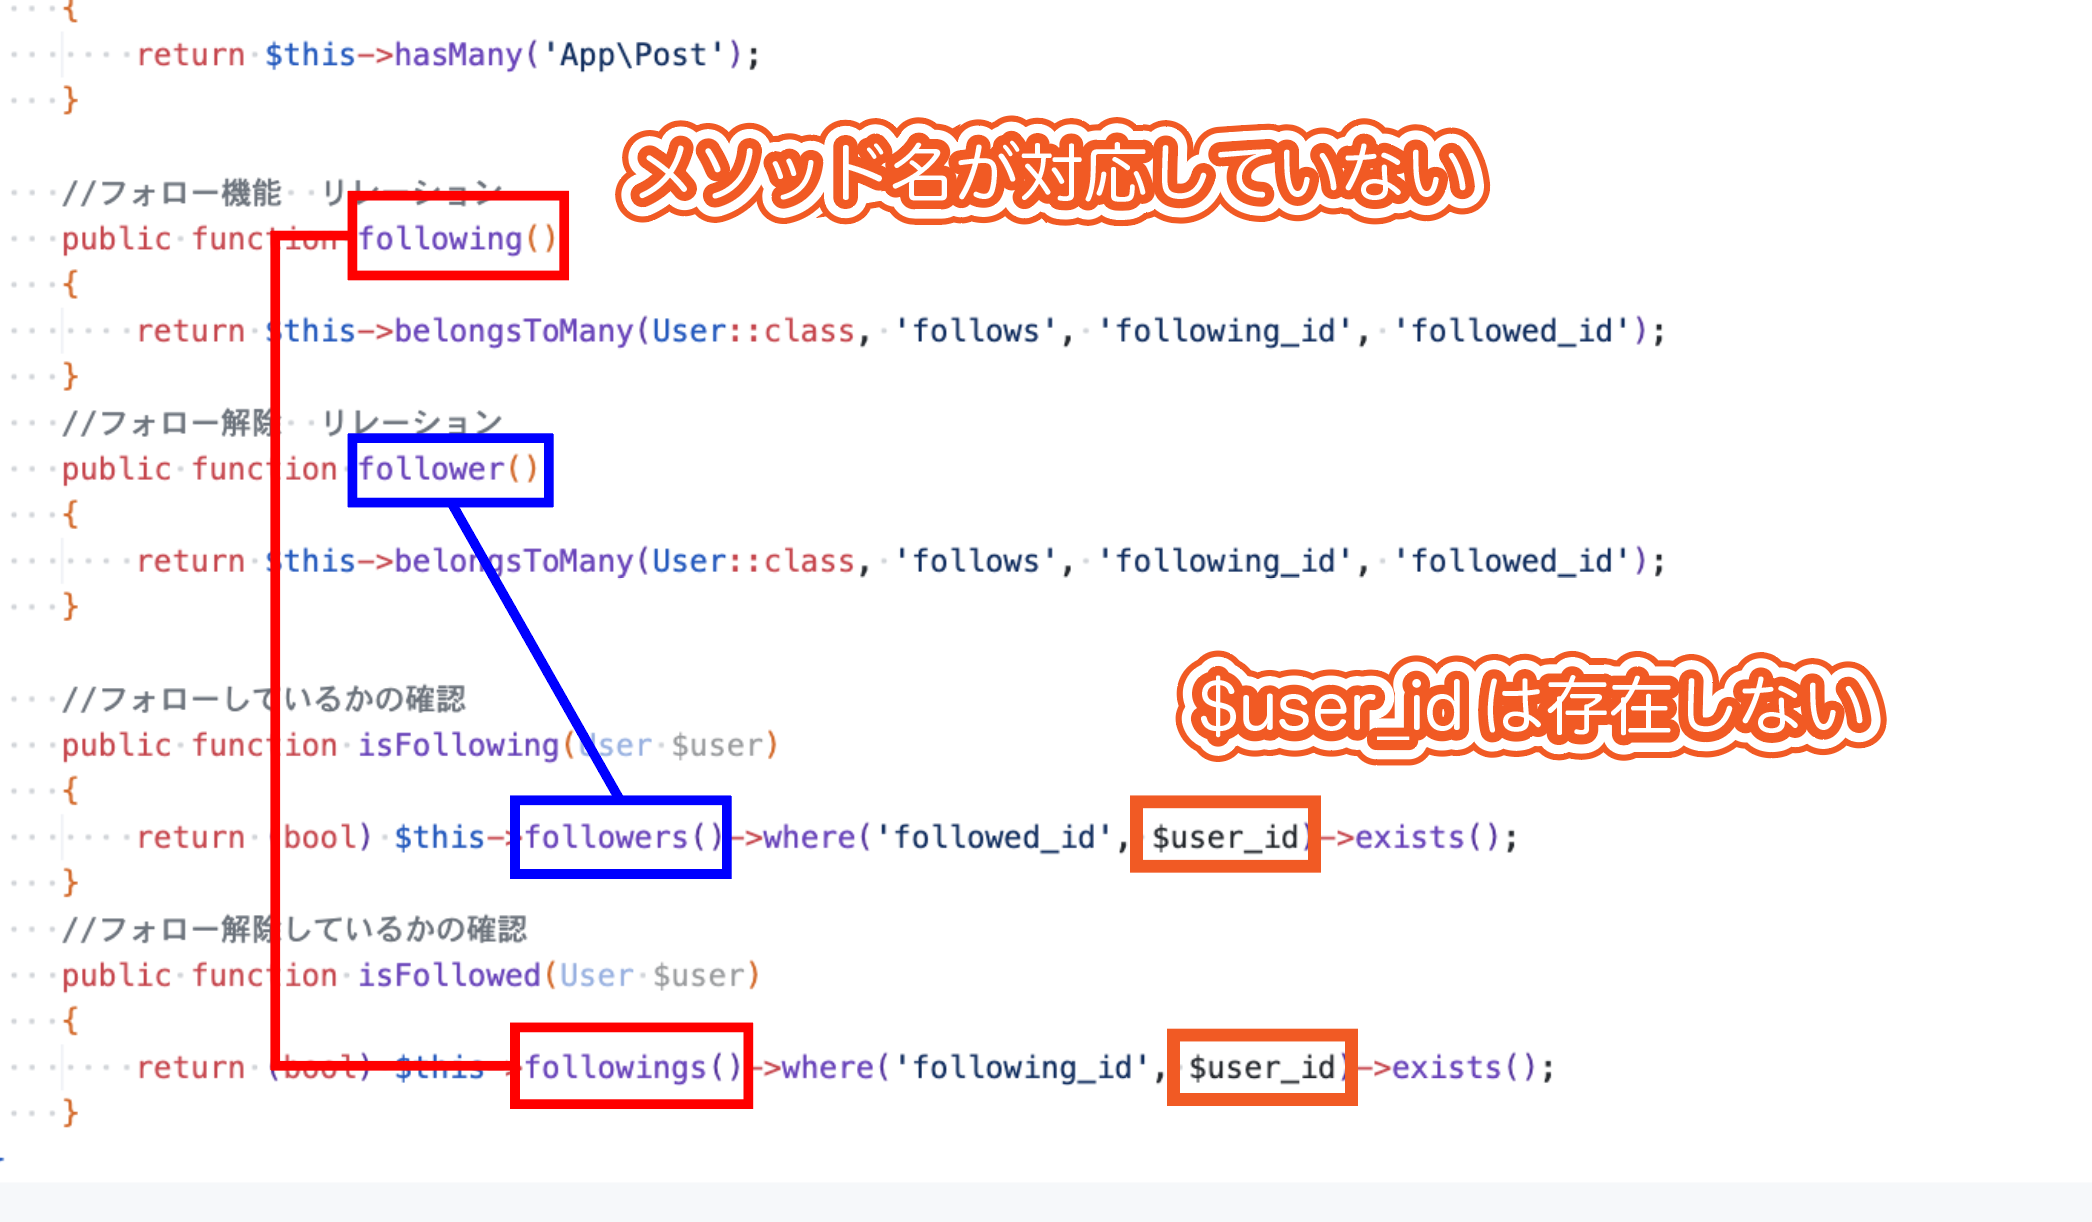 {
return $this->hasMany('App\Post');
}
メソッド名が対応していない
//フォロー機能 リレーション
public function following()
{
return $this->belongsToMany(User::class, 'follows', 'following_id', 'followed_id');
}
//フォロー解除 リレーション
public function follower()
{
return $this->belongsToMany(User::class, 'follows', 'following_id', 'followed_id');
}
$user_id は存在しない
//フォローしているかの確認
public function isFollowing(User $user)
{
return (bool) $this->followers()->where('followed_id', $user_id)->exists();
}
//フォロー解除しているかの確認
public function isFollowed(User $user)
{
return (bool) $this->followings()->where('following_id', $user_id)->exists();
}